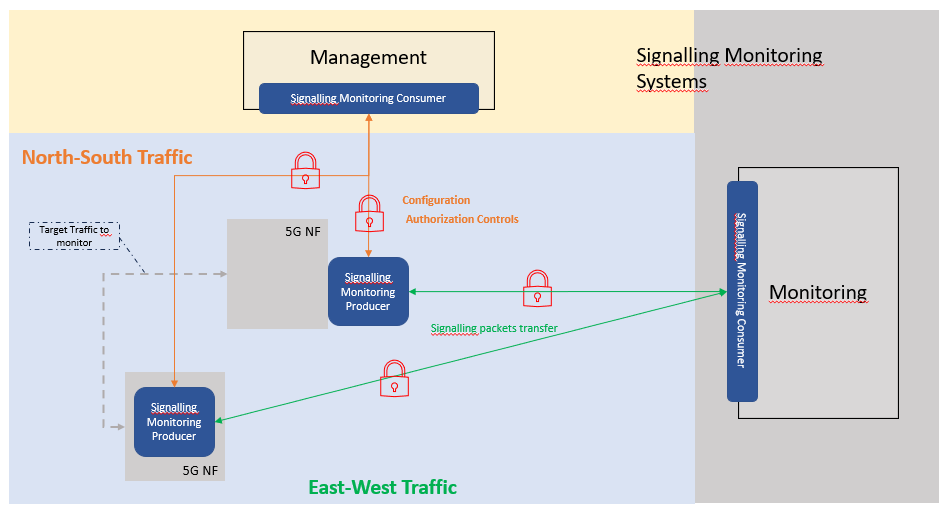 Management
Signalling Monitoring Consumer
Signalling Monitoring
Systems
North-South Traffic
Configuration
Authorization Controls
Target Traffic to
monitor
5G NF
Signalling
Monitoring
Producer
Signalling Monitoring Consumer
Monitoring
Signalling packets transfer
Signalling
Monitoring
Producer
5G NF
East-West Traffic